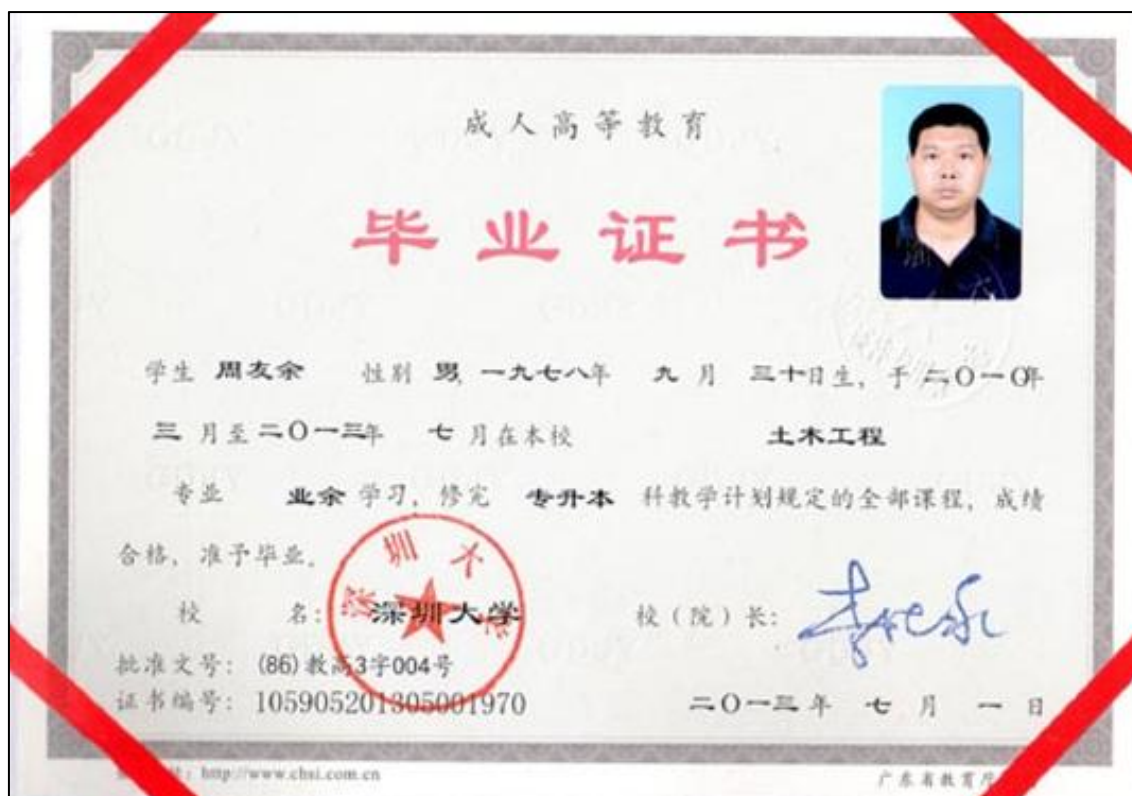 成人高等教育
毕业证书
学生 周友余 性别 男, 一九七八年 九 月 三十日生, 于 二〇一〇年
三 月至 二〇一三年 七 月在本校 土木工程
专业 业余 学习, 修完 专升本 科教学计划规定的全部课程, 成绩
合格, 准予毕业。
校 名: 深圳大学 校(院)长:
批准文号: (86)教高3字004号
证书编号: 105905201305001970
二〇一三年 七 月 一 日
http://www.chsi.com.cn
广东省教育厅
深圳大学